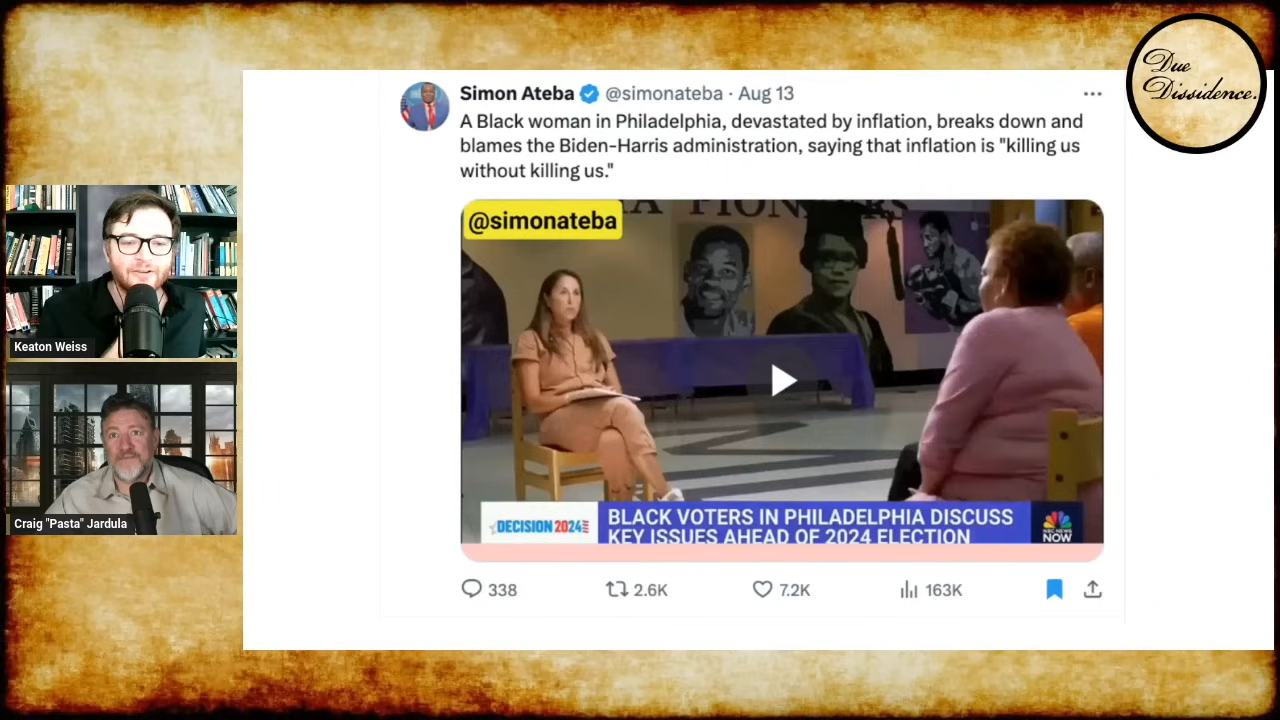 Due
Dissidence.
Simon Ateba @simonateba · Aug 13
A Black woman in Philadelphia, devastated by inflation, breaks down and
blames the Biden-Harris administration, saying that inflation is "killing us
without killing us."
@simonateba
A PIONEERS
DECISION 2024
BLACK VOTERS IN PHILADELPHIA DISCUSS
KEY ISSUES AHEAD OF 2024 ELECTION
NBC NEWS
NOW
338
2.6K
7.2K
163K
Keaton Weiss
Craig "Pasta" Jardula